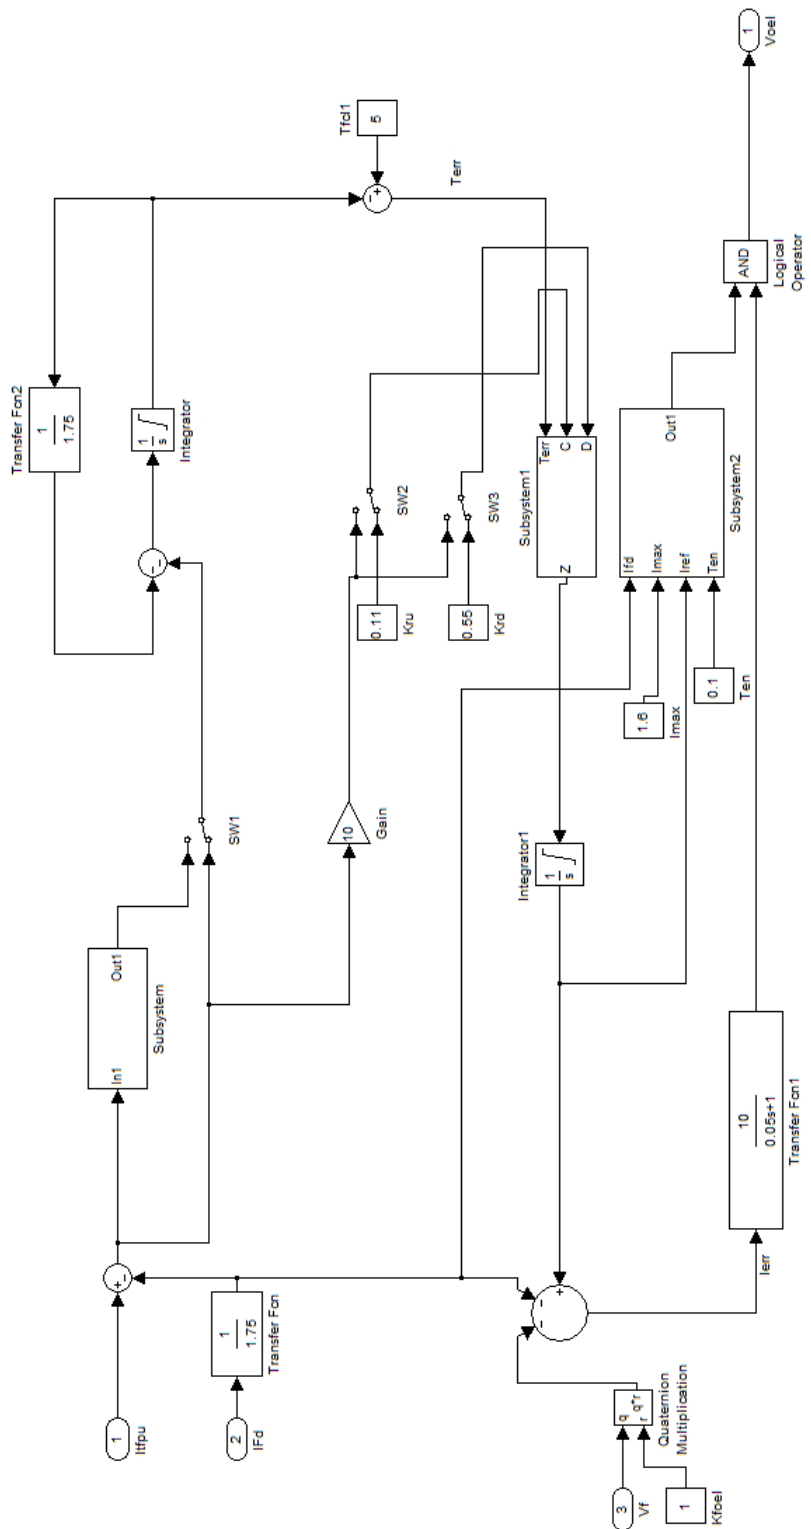 1
Itfpu
2
IFd
1
1.75
Transfer Fcn
+
-
In1
Out1
Subsystem
SW1
-
-
1
s
Integrator
1
1.75
Transfer Fcn2
Tfcl1
5
-
+
Terr
10
Gain
0.11
Kru
SW2
0.55
Krd
SW3
Terr
C
D
Z
Subsystem1
1
s
Integrator1
3
Vf
1
Kfoel
q
r
q*r
Quaternion
Multiplication
-
-
+
Ierr
10
0.05s+1
Transfer Fcn1
1.6
Imax
0.1
Ten
Ifd
Imax
Iref
Ten
Out1
Subsystem2
AND
Logical
Operator
1
Voel